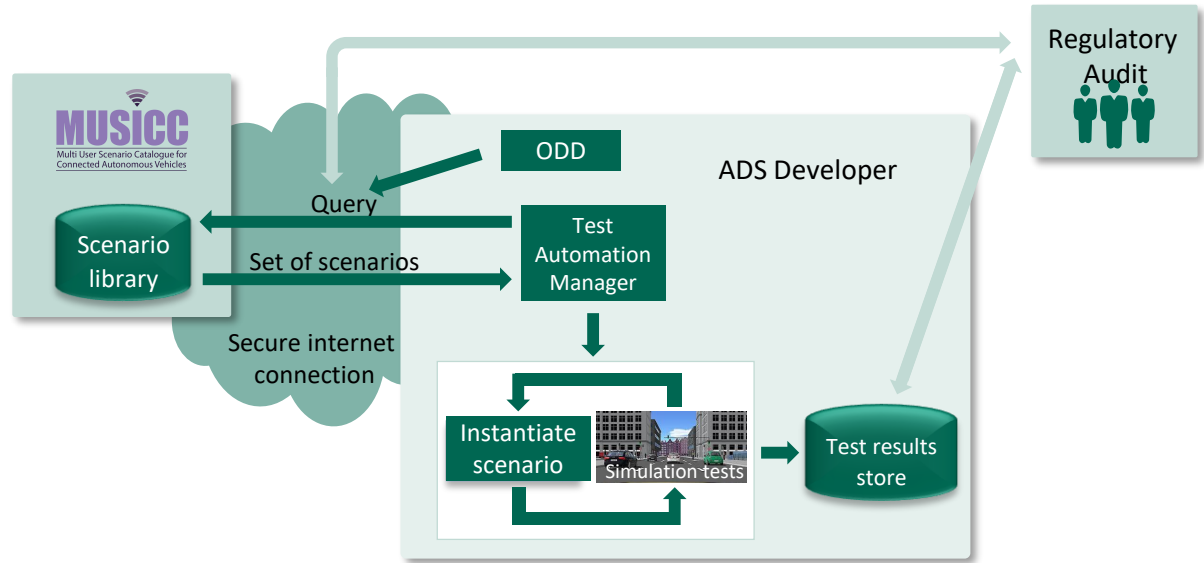 MUSICC
Multi User Scenario Catalogue for
Connected Autonomous Vehicles
Scenario
library
Query
Set of scenarios
Secure internet
connection
ODD
ADS Developer
Test
Automation
Manager
Instantiate
scenario
Simulation tests
Test results
store
Regulatory
Audit